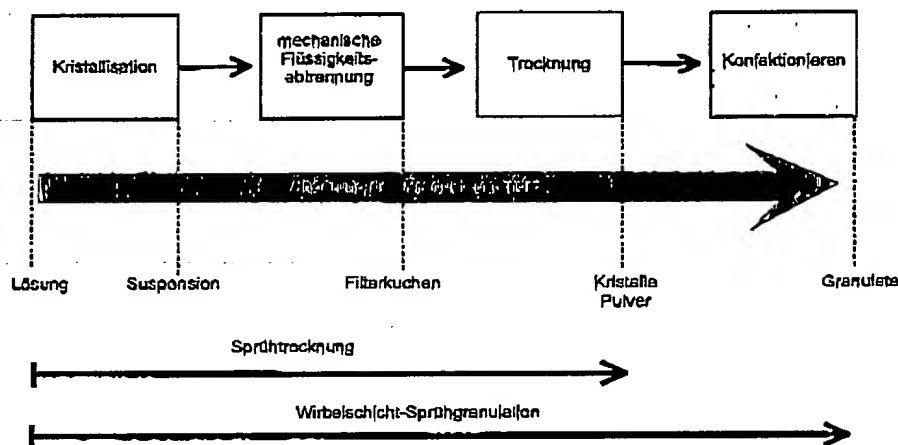 Kristallisation
mechanische
Flüssigkeits-
abtrennung
Trocknung
Konfektionieren
Lösung
Suspension
Filterkuchen
Kristalle
Pulver
Granulate
Sprühtrocknung
Wirbelschicht-Sprühgranulation